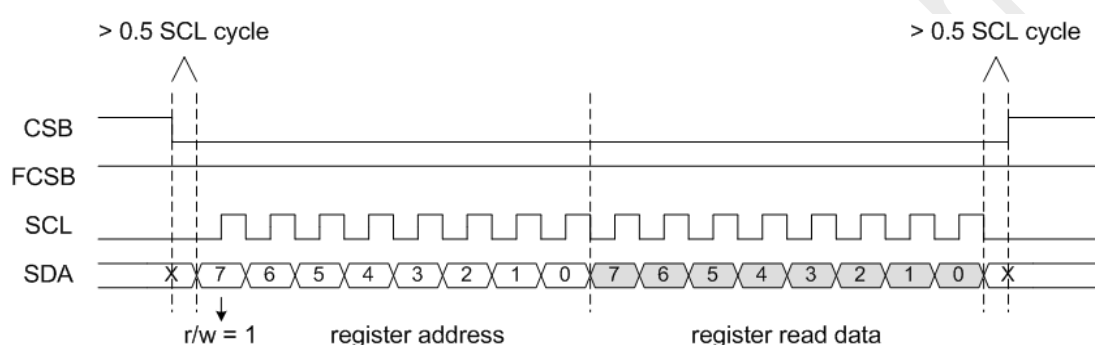 > 0.5 SCL cycle > 0.5 SCL cycle
CSB
FCSB
SCL
SDA X 7 6 5 4 3 2 1 0 7 6 5 4 3 2 1 0 X
r/w = 1 register address register read data